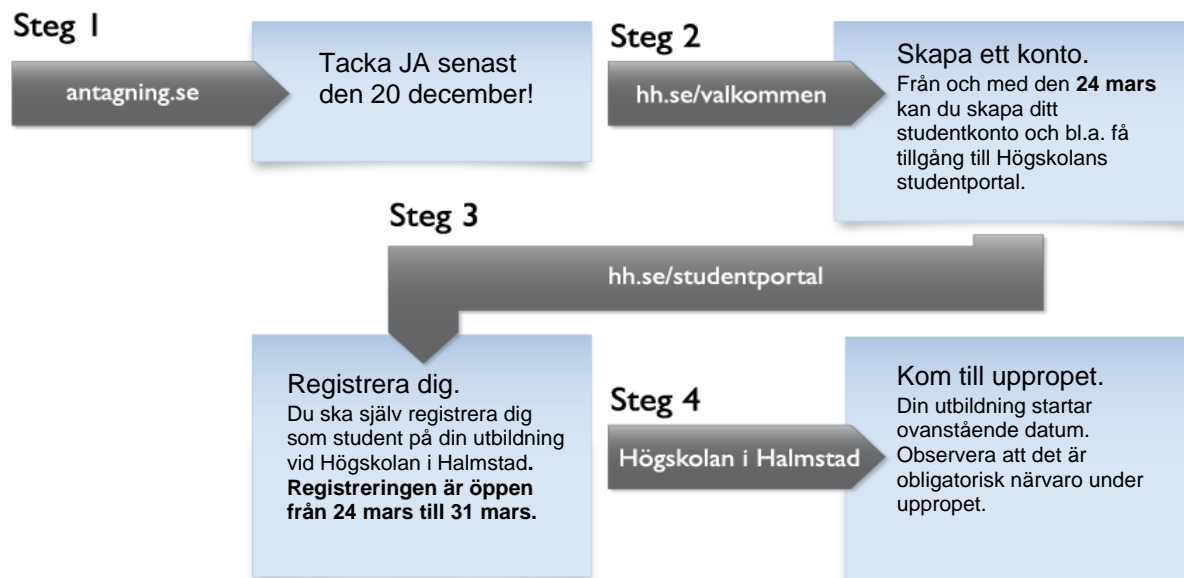 Steg 1
antagning.se
Tacka JA senast
den 20 december!
Steg 2
hh.se/valkommen
Skapa ett konto.
Från och med den 24 mars
kan du skapa ditt
studentkonto och bl.a. få
tillgång till Högskolans
studentportal.
Steg 3
hh.se/studentportal
Registrera dig.
Du ska själv registrera dig
som student på din utbildning
vid Högskolan i Halmstad.
Registreringen är öppen
från 24 mars till 31 mars.
Steg 4
Högskolan i Halmstad
Kom till uppropet.
Din utbildning startar
ovanstående datum.
Observera att det är
obligatorisk närvaro under
uppropet.